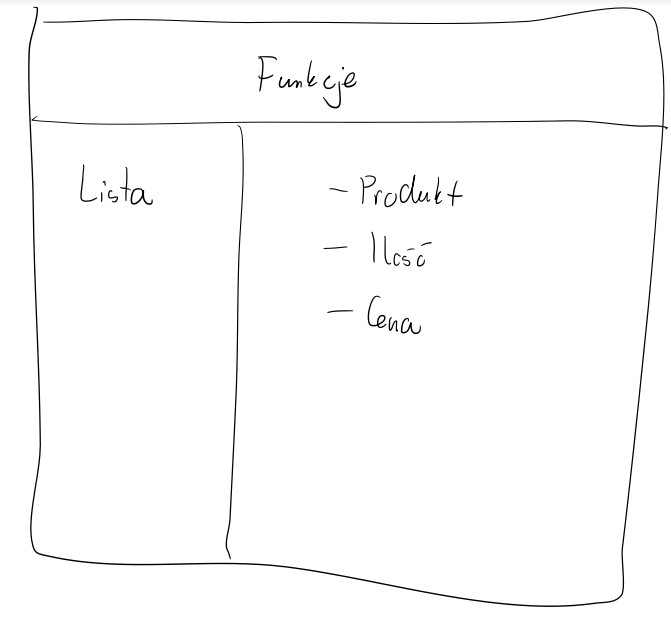 Funkcje
Lista
- Produkt
- Ilość
- Cena